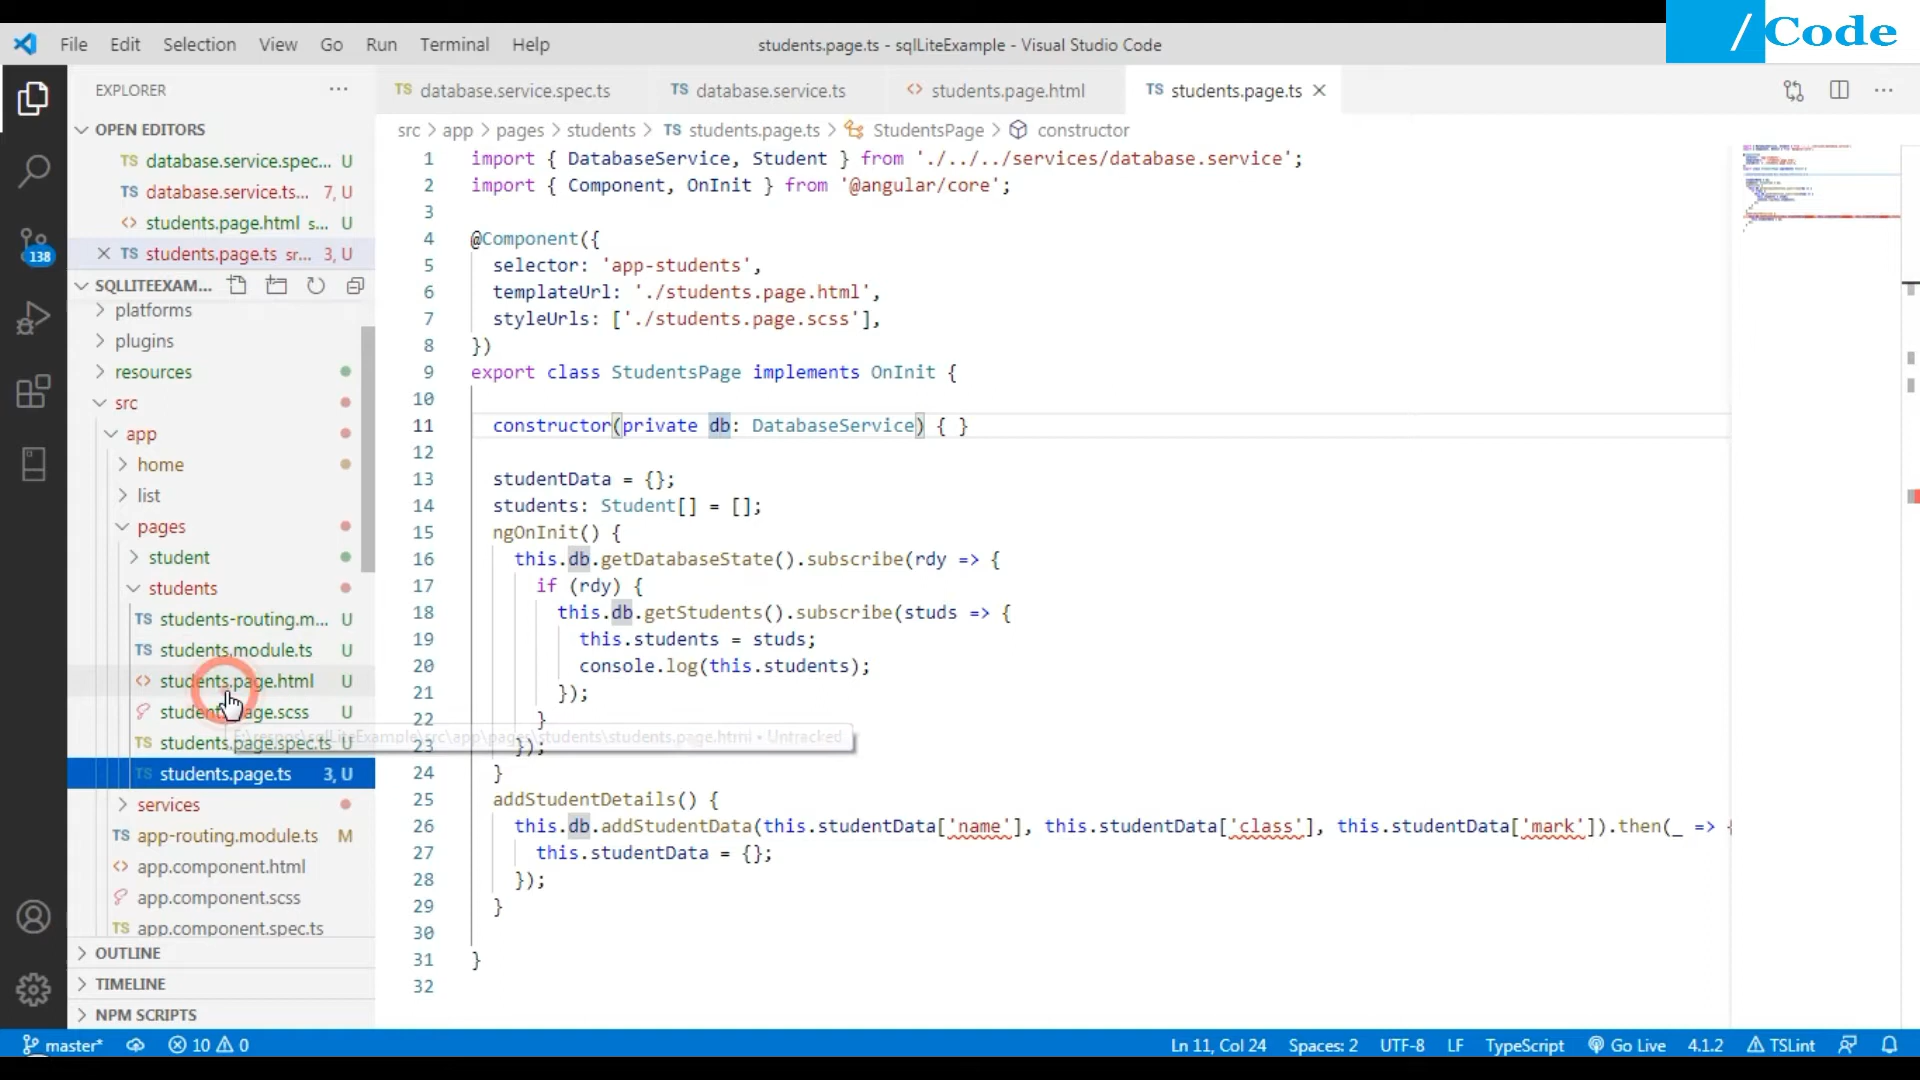 /Code
File Edit Selection View Go Run Terminal Help
students.page.ts - sqlLiteExample - Visual Studio Code
EXPLORER
TS database.service.spec.ts
TS database.service.ts
<> students.page.html
TS students.page.ts
OPEN EDITORS
TS database.service.spec... U
TS database.service.ts... 7, U
<> students.page.html s... U
TS students.page.ts sr... 3, U
SQLLITEEXAM...
platforms
plugins
resources
src
app
home
list
pages
student
students
TS students-routing.m... U
TS students.module.ts U
<> students.page.html U
students.page.scss U
TS students.page.spec.ts U
TS students.page.ts 3, U
services
TS app-routing.module.ts M
<> app.component.html
app.component.scss
TS app.component.spec.ts
OUTLINE
TIMELINE
NPM SCRIPTS
138
src > app > pages > students > TS students.page.ts > StudentsPage > constructor
1 import { DatabaseService, Student } from './../../services/database.service';
2 import { Component, OnInit } from '@angular/core';
3
4 @Component({
5 selector: 'app-students',
6 templateUrl: './students.page.html',
7 styleUrls: ['./students.page.scss'],
8 })
9 export class StudentsPage implements OnInit {
10
11 constructor(private db: DatabaseService) { }
12
13 studentData = {};
14 students: Student[] = [];
15 ngOnInit() {
16 this.db.getDatabaseState().subscribe(rdy => {
17 if (rdy) {
18 this.db.getStudents().subscribe(studs => {
19 this.students = studs;
20 console.log(this.students);
21 });
22 }
23 });
24 }
25 addStudentDetails() {
26 this.db.addStudentData(this.studentData['name'], this.studentData['class'], this.studentData['mark']).then(_ => {
27 this.studentData = {};
28 });
29 }
30
31 }
32
sqlLiteExample\src\app\pages\students\students.page.html • Untracked
master* 10 0
Ln 11, Col 24 Spaces: 2 UTF-8 LF TypeScript Go Live 4.1.2 TSLint